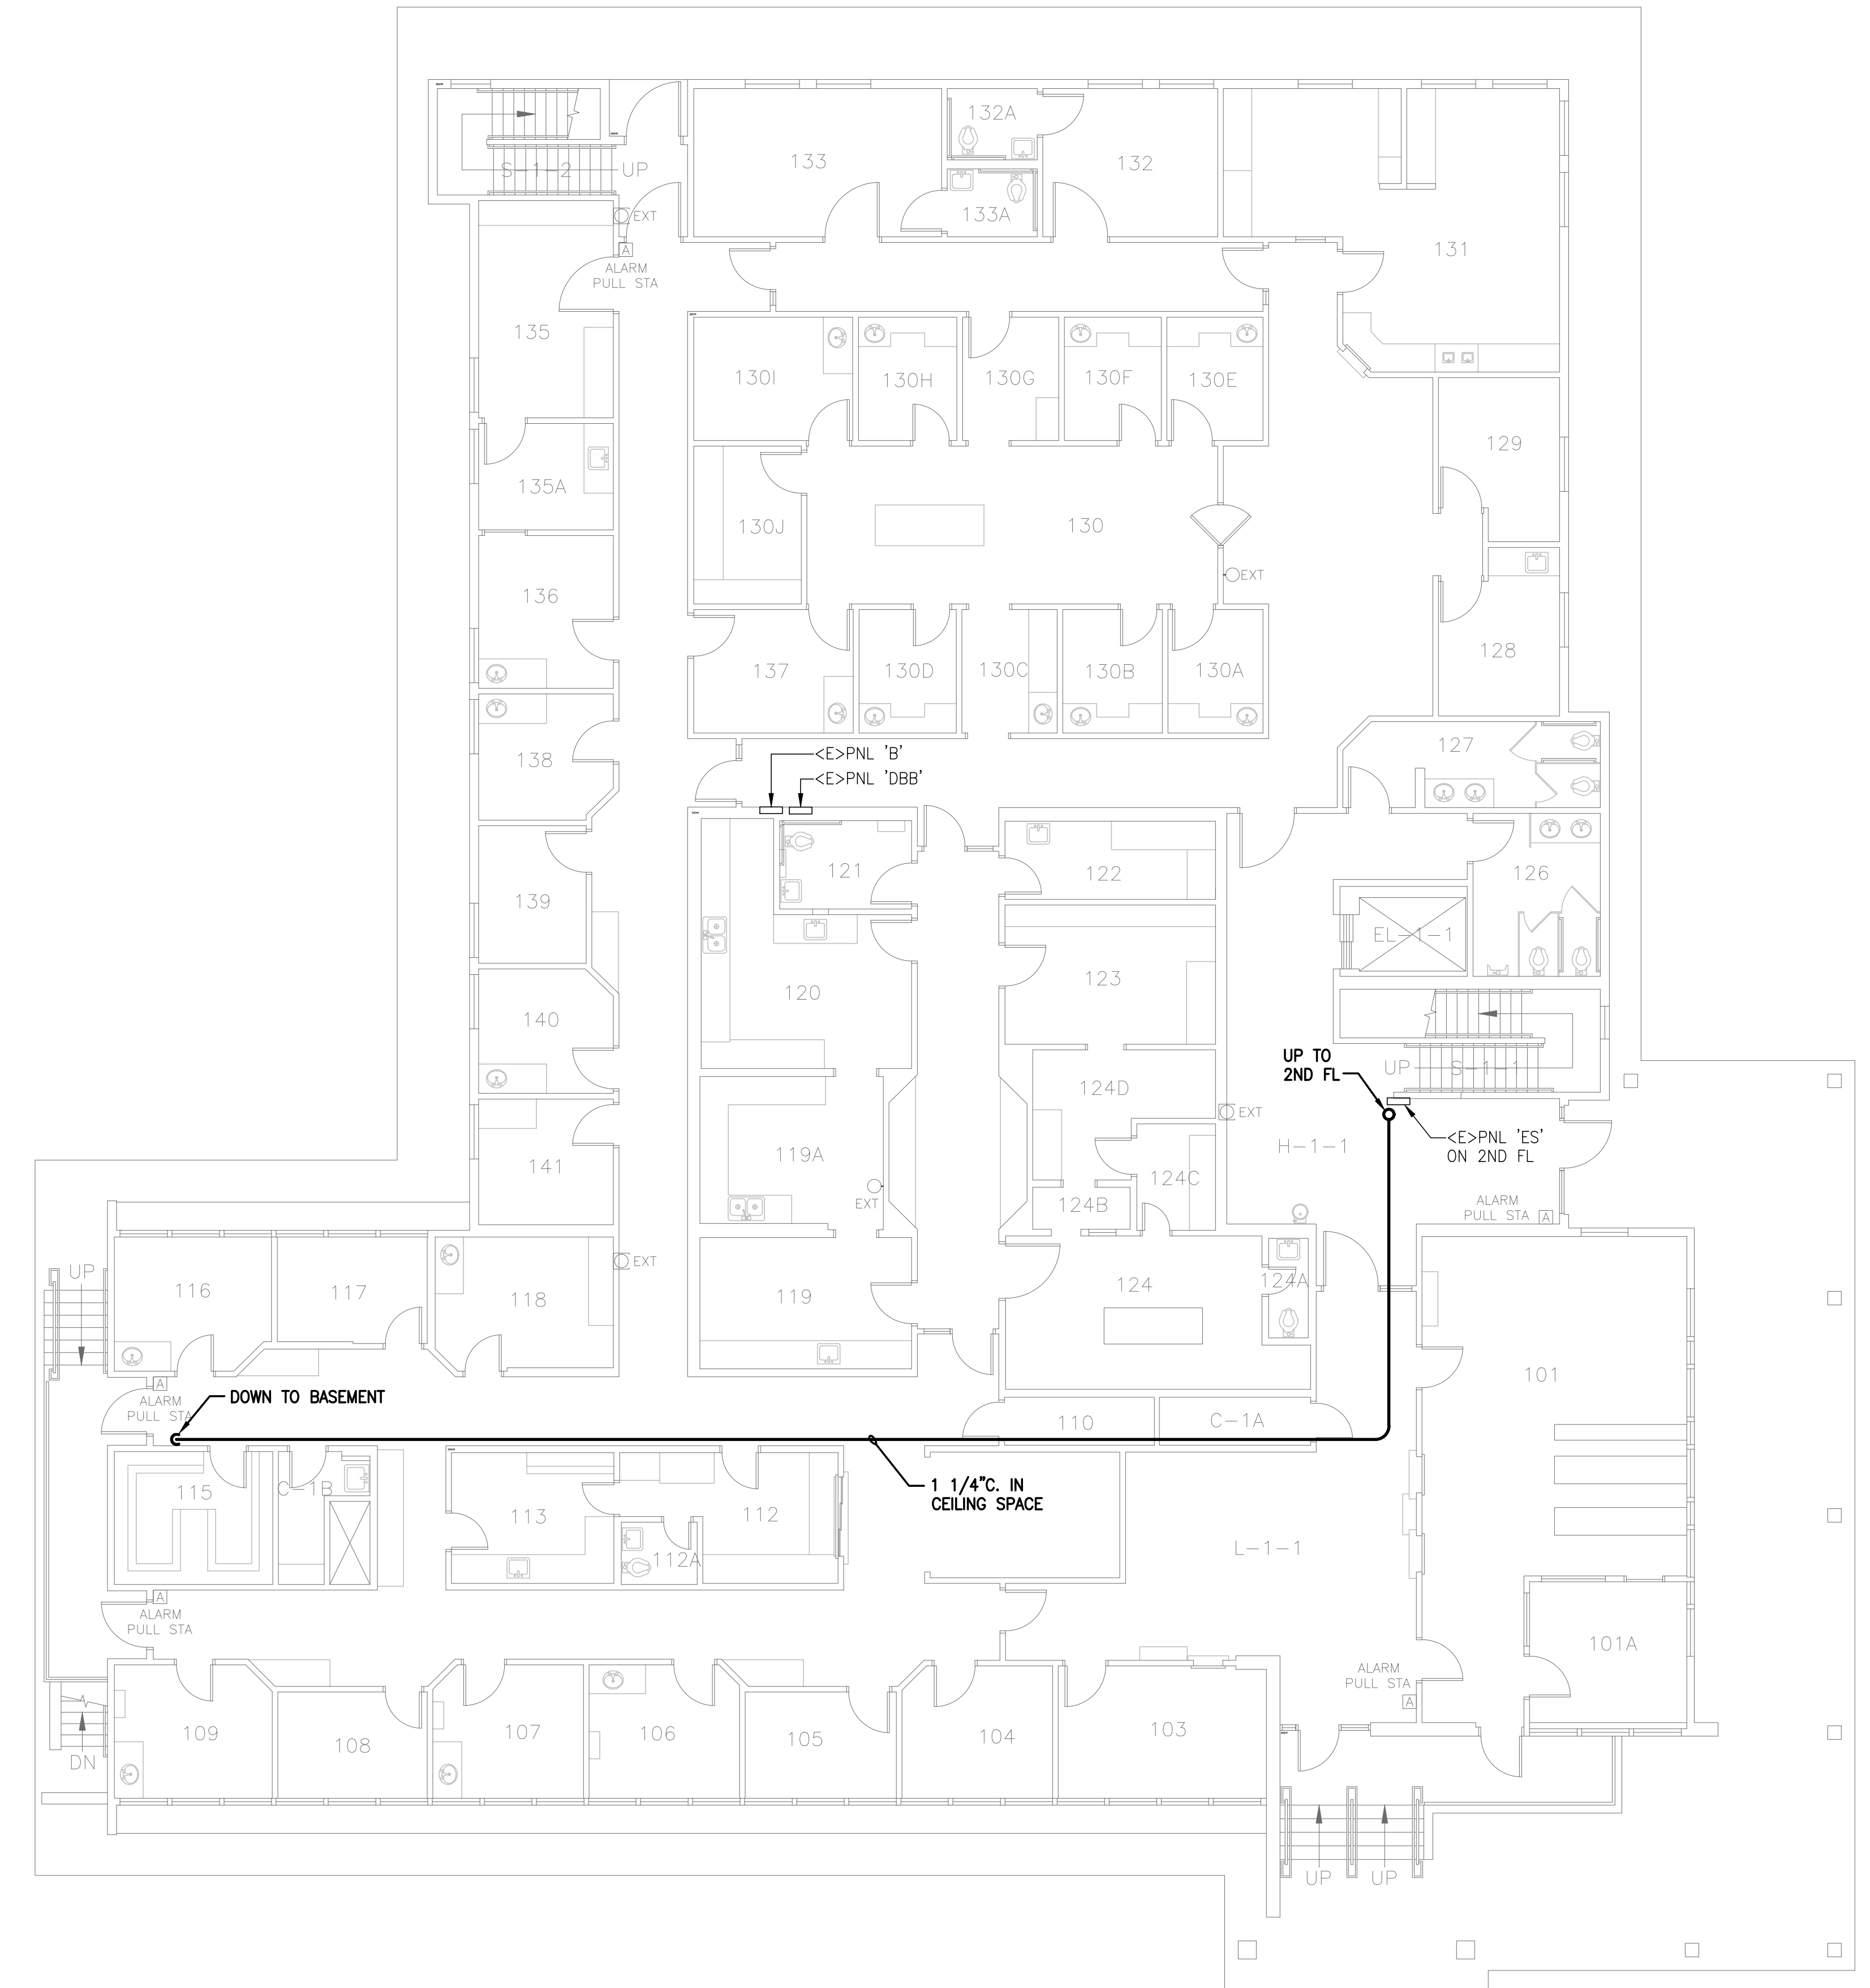 132A
133
132
S-1-2
UP
133A
EXT
131
A
ALARM
PULL STA
135
130I
130H
130G
130F
130E
129
135A
130J
130
EXT
136
128
137
130D
130C
130B
130A
127
<E>PNL 'B'
138
<E>PNL 'DBB'
121
122
126
139
EL-1-1
120
123
140
UP TO
2ND FL
UP
S-1-1
124D
EXT
<E>PNL 'ES'
ON 2ND FL
H-1-1
119A
141
124C
EXT
124B
ALARM
PULL STA
A
EXT
UP
116
117
118
119
124
124A
101
A
ALARM
PULL STA
DOWN TO BASEMENT
110
C-1A
115
C-1B
1 1/4"C. IN
CEILING SPACE
113
112
112A
L-1-1
A
ALARM
PULL STA
101A
ALARM
PULL STA
A
109
108
107
106
105
104
103
DN
UP
UP